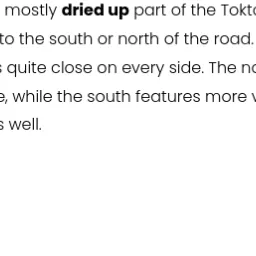 mostly dried up part of the Tokto
to the south or north of the road.
quite close on every side. The
, while the south features more
well.